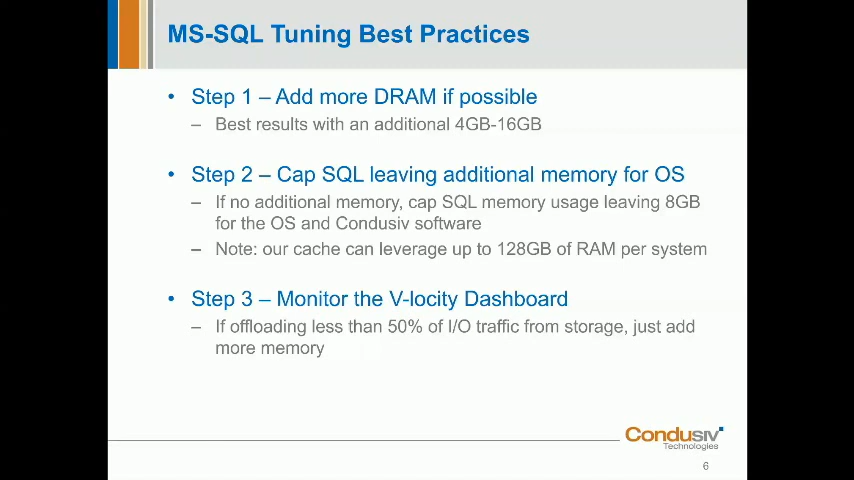 MS-SQL Tuning Best Practices
• Step 1 – Add more DRAM if possible
– Best results with an additional 4GB-16GB
• Step 2 – Cap SQL leaving additional memory for OS
– If no additional memory, cap SQL memory usage leaving 8GB
for the OS and Condusiv software
– Note: our cache can leverage up to 128GB of RAM per system
• Step 3 – Monitor the V-locity Dashboard
– If offloading less than 50% of I/O traffic from storage, just add
more memory
Condusiv
Technologies
6